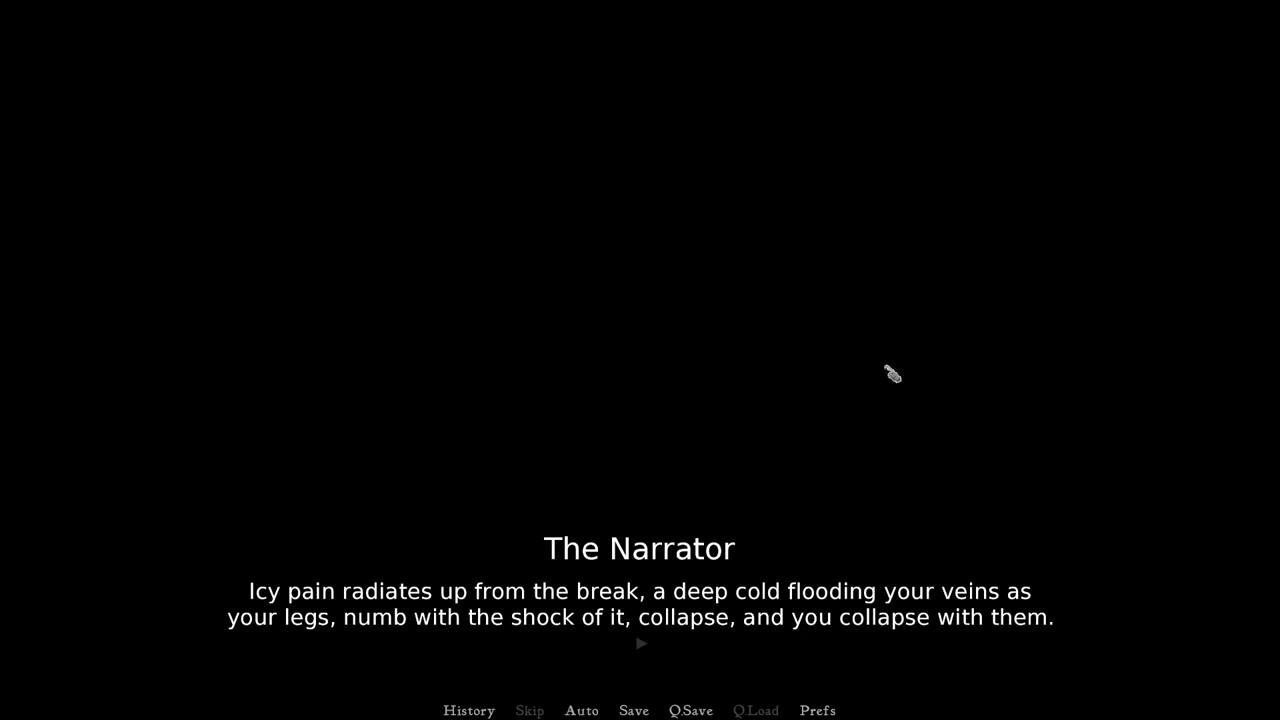 The Narrator
Icy pain radiates up from the break, a deep cold flooding your veins as
your legs, numb with the shock of it, collapse, and you collapse with them.
History Skip Auto Save Q.Save Q.Load Prefs